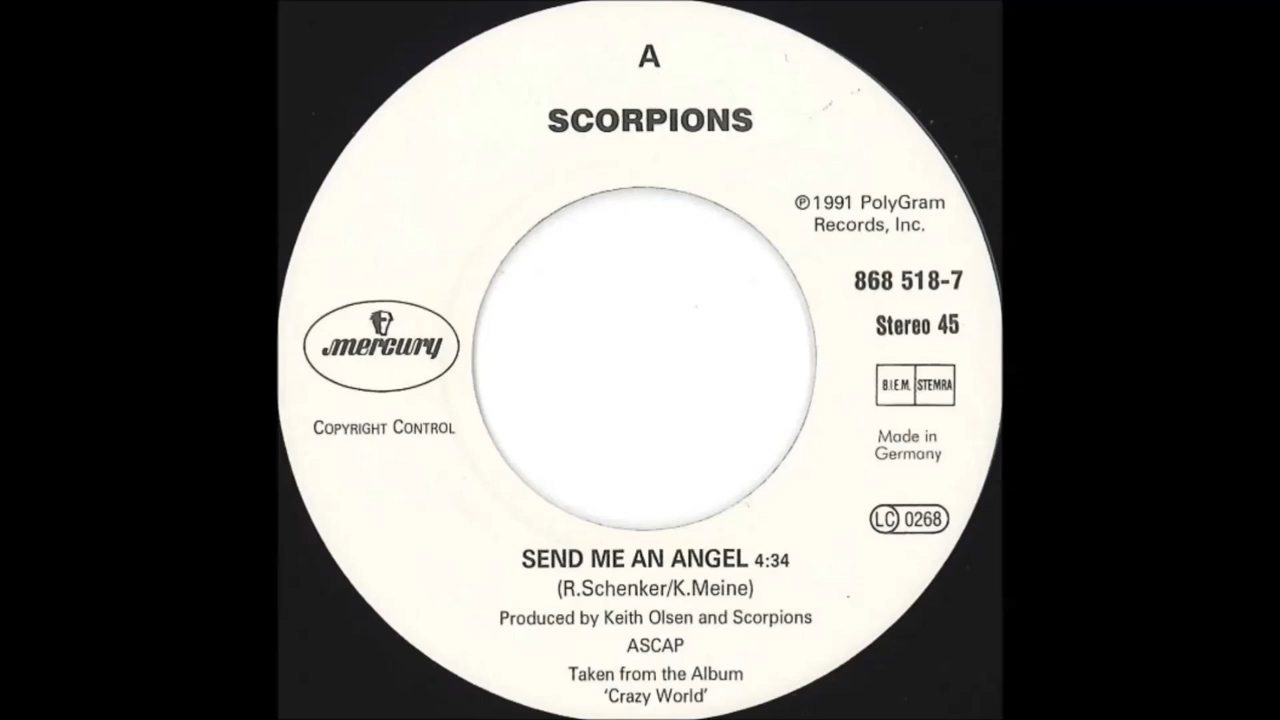 A
SCORPIONS
℗1991 PolyGram
Records, Inc.
868 518-7
Stereo 45
mercury
B.I.E.M. STEMRA
COPYRIGHT CONTROL
Made in
Germany
LC 0268
SEND ME AN ANGEL 4:34
(R.Schenker/K.Meine)
Produced by Keith Olsen and Scorpions
ASCAP
Taken from the Album
'Crazy World'